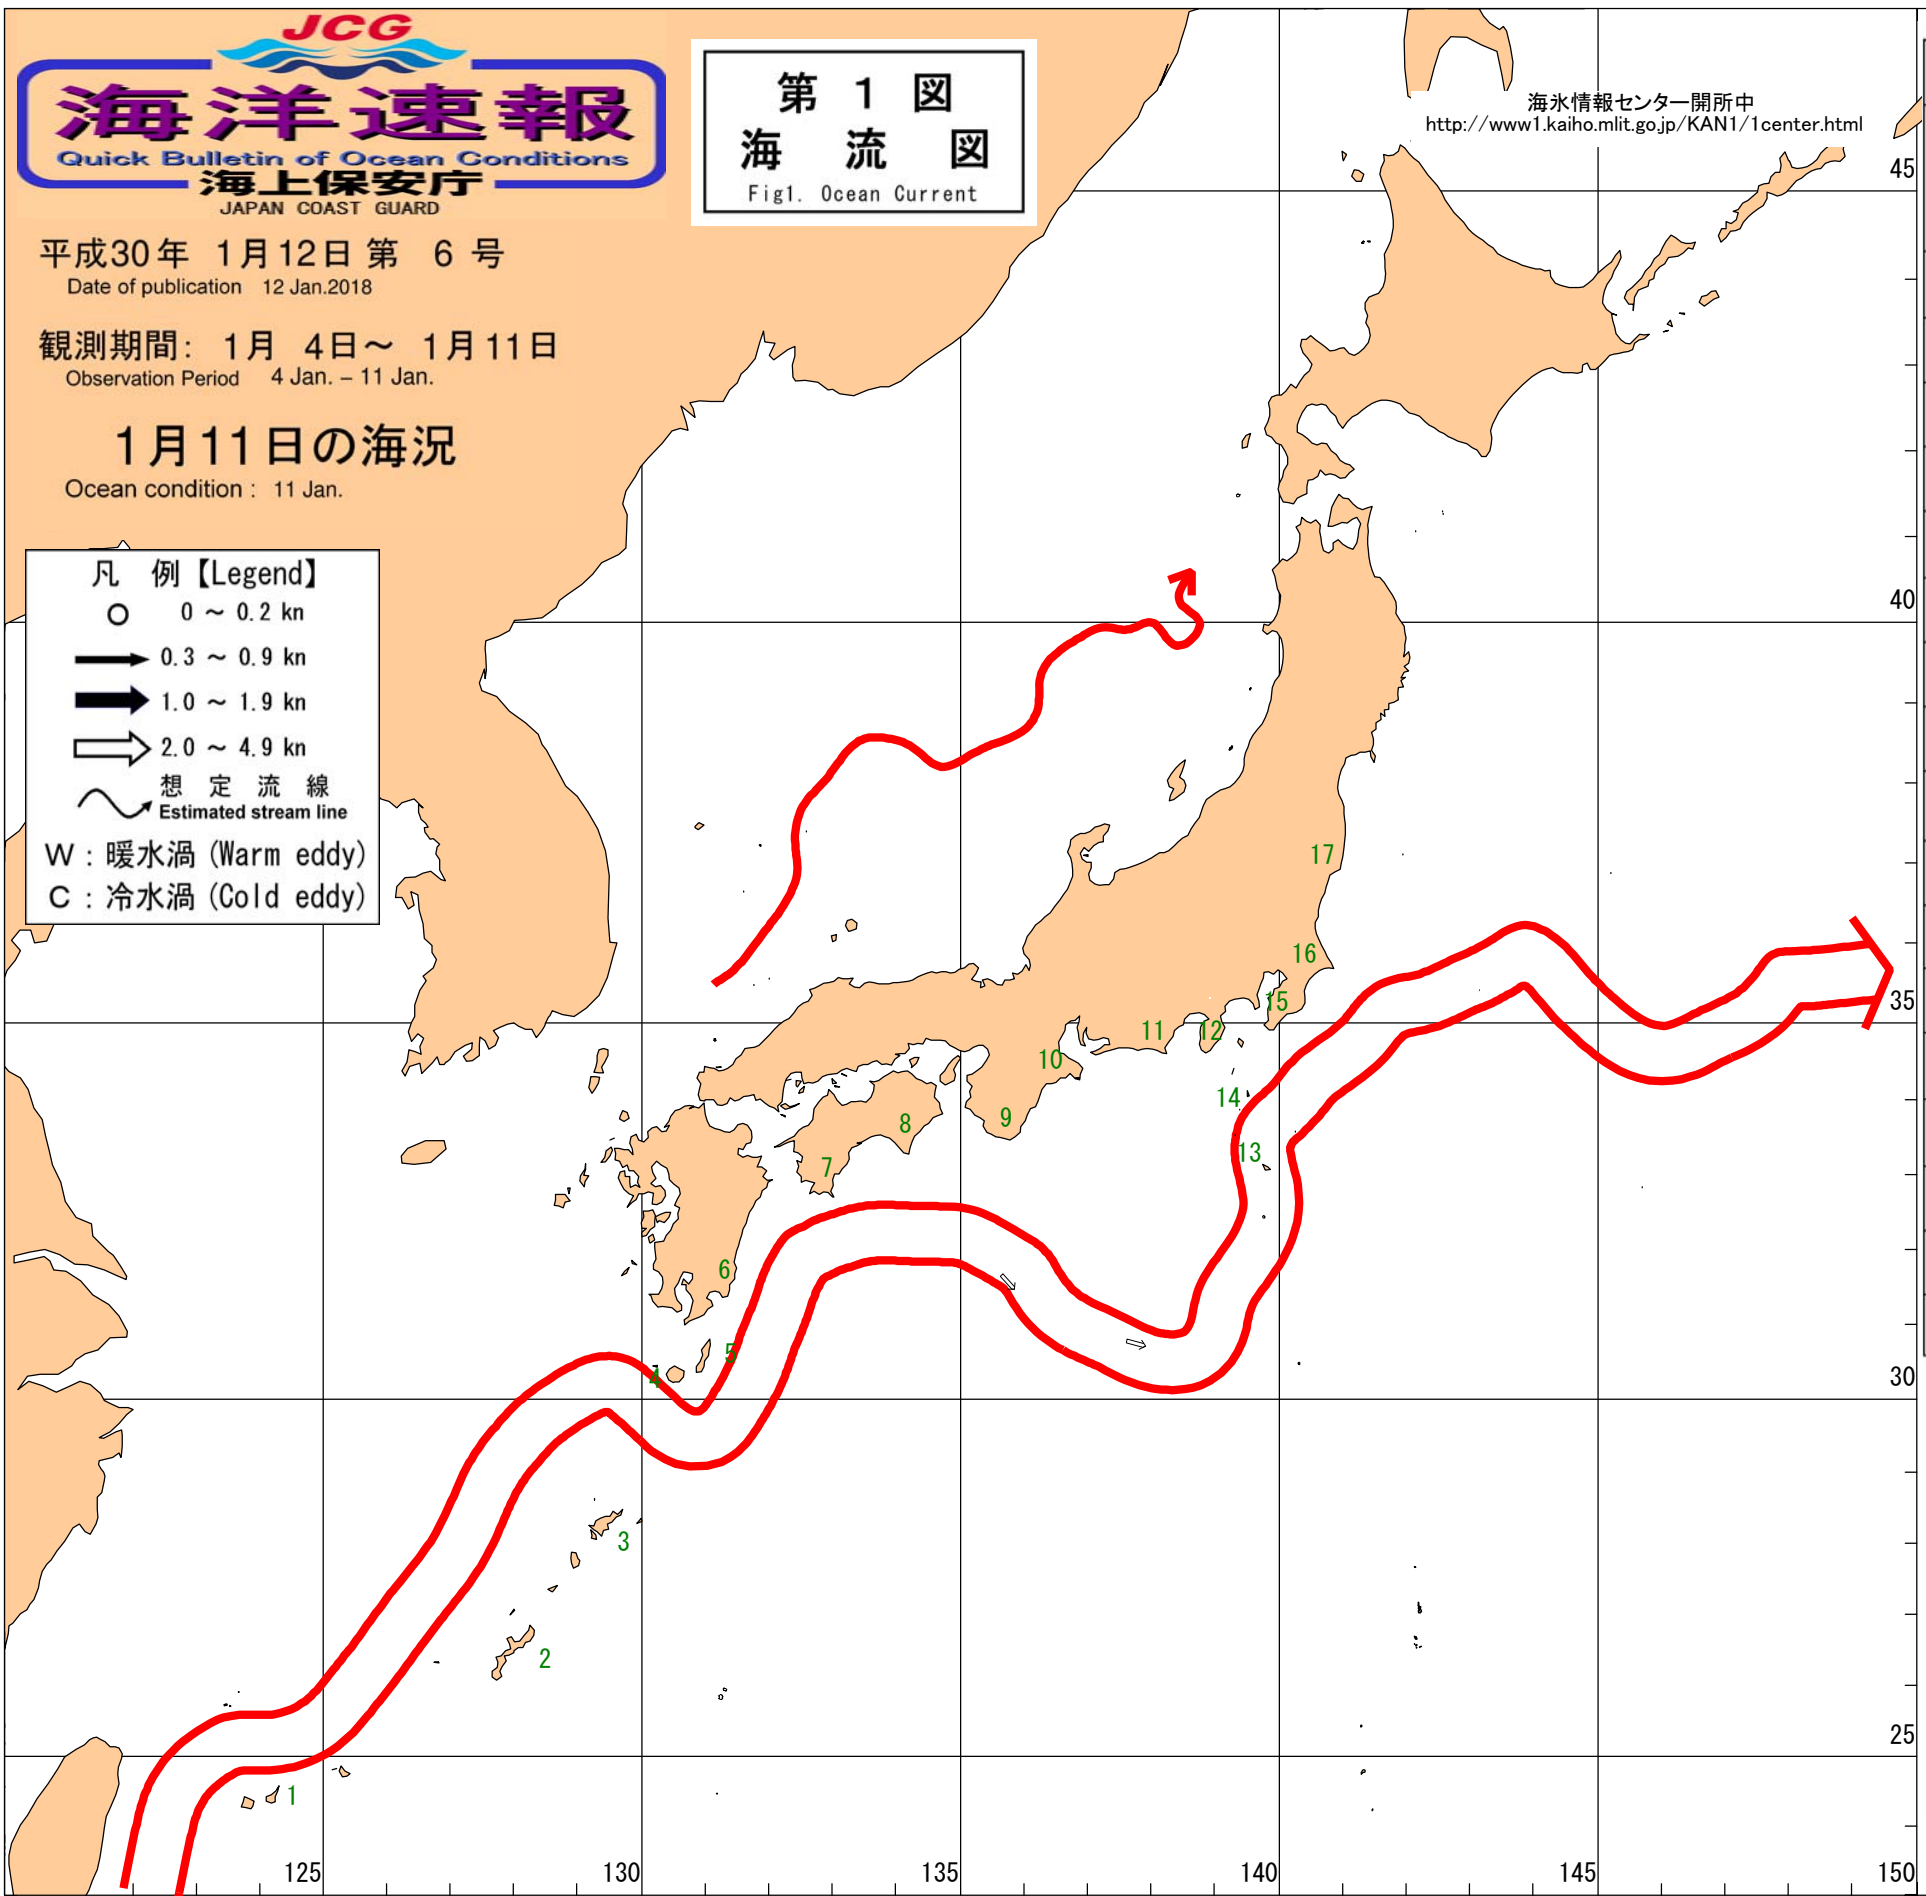 JCG
海洋速報
Quick Bulletin of Ocean Conditions
海上保安庁
JAPAN COAST GUARD
第 1 図
海 流 図
Fig1. Ocean Current
海氷情報センター開所中
http://www1.kaiho.mlit.go.jp/KAN1/1center.html
平成30年 1月12日 第 6 号
Date of publication 12 Jan.2018
観測期間: 1月 4日～ 1月11日
Observation Period 4 Jan. – 11 Jan.
1月11日の海況
Ocean condition : 11 Jan.
凡 例【Legend】
0 ～ 0.2 kn
0.3 ～ 0.9 kn
1.0 ～ 1.9 kn
2.0 ～ 4.9 kn
想 定 流 線
Estimated stream line
W : 暖水渦 (Warm eddy)
C : 冷水渦 (Cold eddy)
45
40
17
16
35
15
12
11
10
14
9
8
13
7
6
5
4
30
3
2
25
1
125
130
135
140
145
150